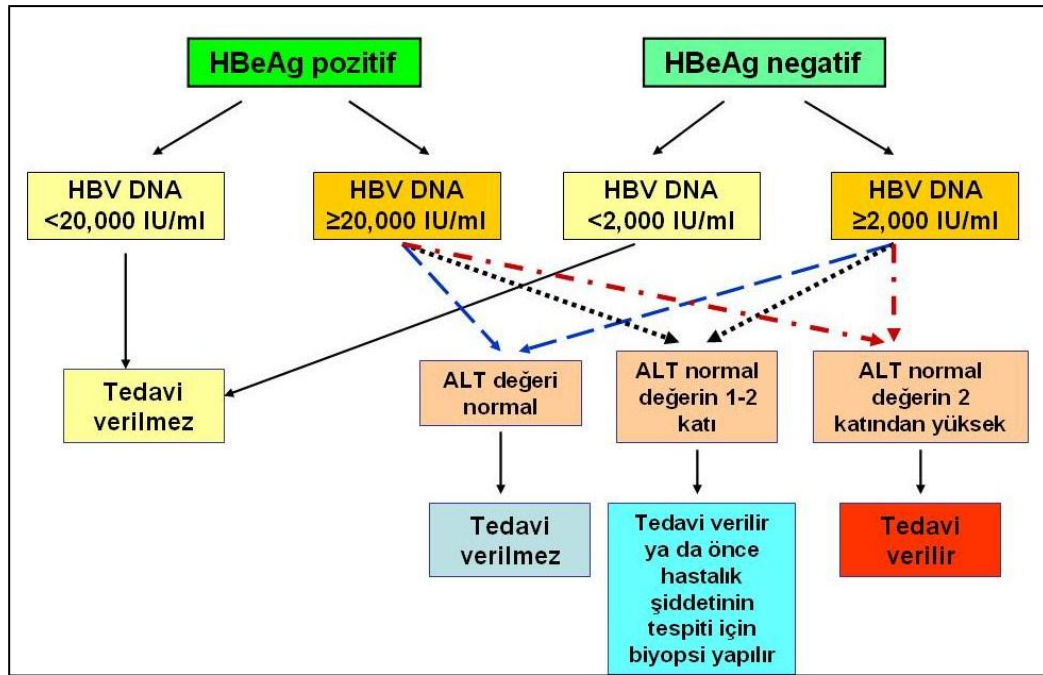 HBeAg pozitif
HBeAg negatif
HBV DNA
<20,000 IU/ml
HBV DNA
≥20,000 IU/ml
HBV DNA
<2,000 IU/ml
HBV DNA
≥2,000 IU/ml
Tedavi
verilmez
ALT değeri
normal
ALT normal
değerin 1-2
katı
ALT normal
değerin 2
katından yüksek
Tedavi
verilmez
Tedavi verilir
ya da önce
hastalık
şiddetinin
tespiti için
biyopsi yapılır
Tedavi
verilir